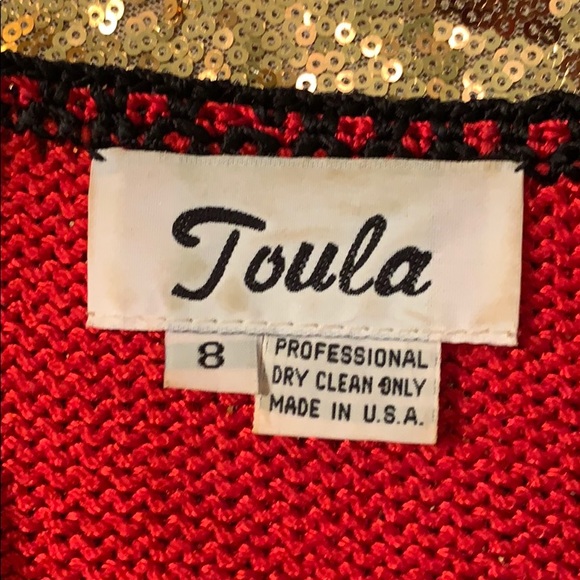 Toula
8
PROFESSIONAL
DRY CLEAN ONLY
MADE IN U.S.A.